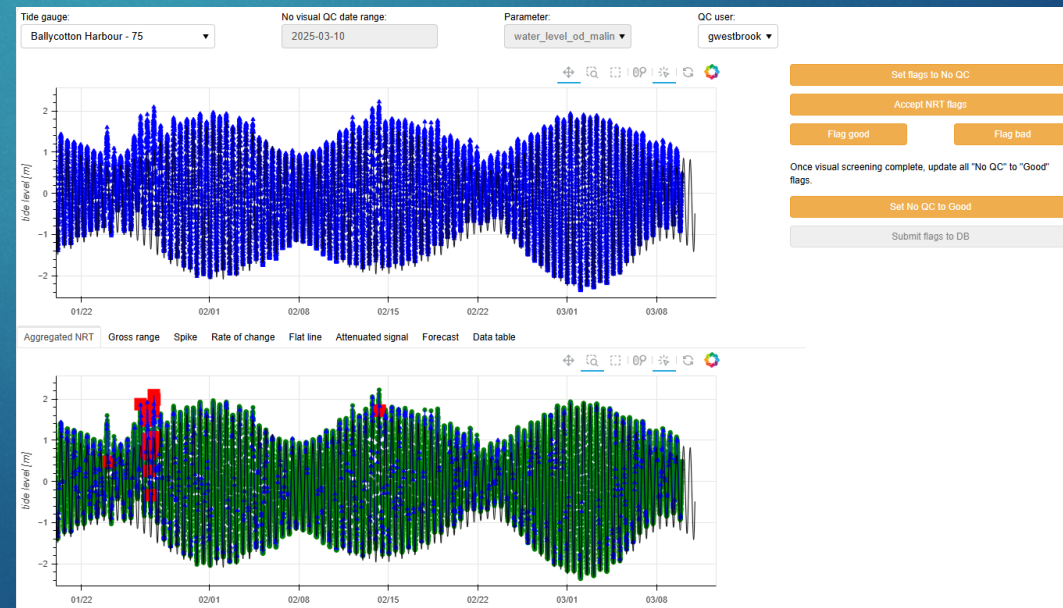 Tide gauge: No visual QC date range: Parameter: QC user:
Ballycotton Harbour - 75 2025-03-10 water_level_od_malin gwestbrook
Set flags to No QC
Accept NRT flags
Flag good Flag bad
Once visual screening complete, update all "No QC" to "Good"
flags.
Set No QC to Good
Submit flags to DB
tide level [m]
2
1
0
−1
−2
01/22 02/01 02/08 02/15 02/22 03/01 03/08
Aggregated NRT Gross range Spike Rate of change Flat line Attenuated signal Forecast Data table
tide level [m]
2
1
0
−1
−2
01/22 02/01 02/08 02/15 02/22 03/01 03/08